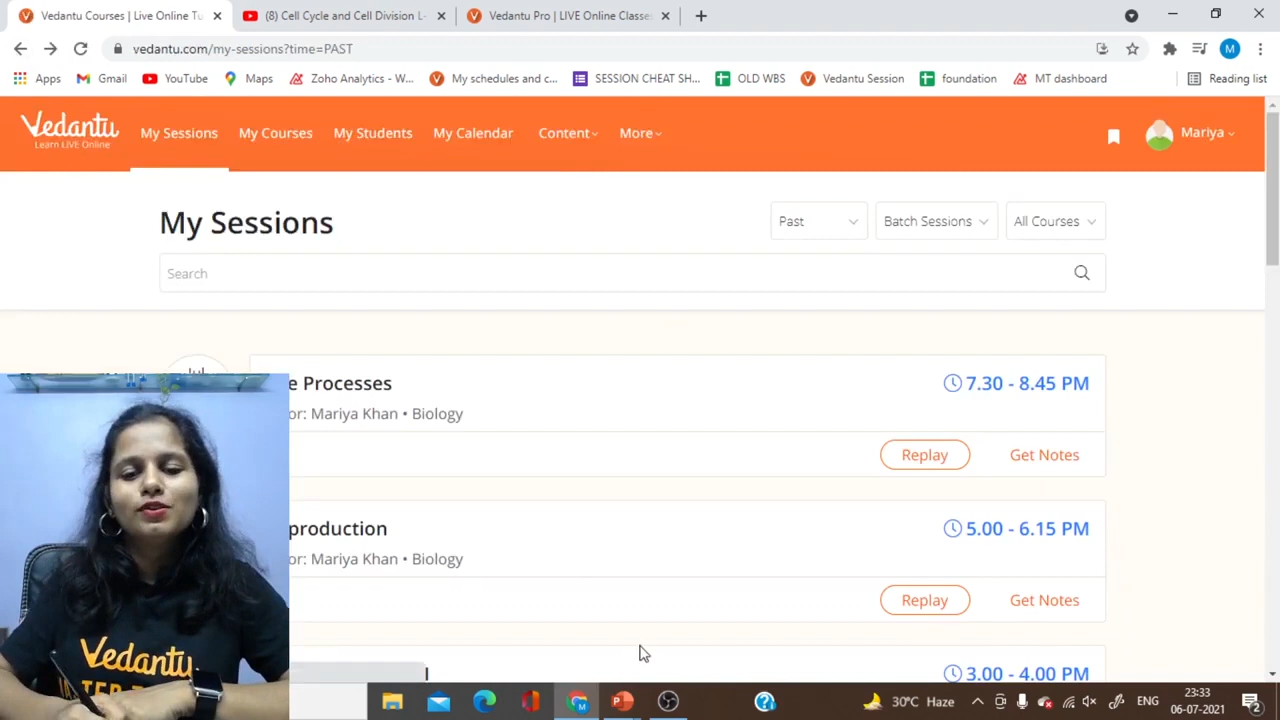 Vedantu Courses | Live Online Tu
(8) Cell Cycle and Cell Division L-
Vedantu Pro | LIVE Online Classes
vedantu.com/my-sessions?time=PAST
M
Apps
Gmail
YouTube
Maps
Zoho Analytics - W...
My schedules and c...
SESSION CHEAT SH...
OLD WBS
Vedantu Session
foundation
MT dashboard
Reading list
Vedantu
Learn LIVE Online
My Sessions
My Courses
My Students
My Calendar
Content
More
Mariya
My Sessions
Past
Batch Sessions
All Courses
Search
e Processes
7.30 - 8.45 PM
or: Mariya Khan • Biology
Replay
Get Notes
production
5.00 - 6.15 PM
or: Mariya Khan • Biology
Replay
Get Notes
3.00 - 4.00 PM
Vedantu
30°C Haze
ENG
23:33
06-07-2021
2